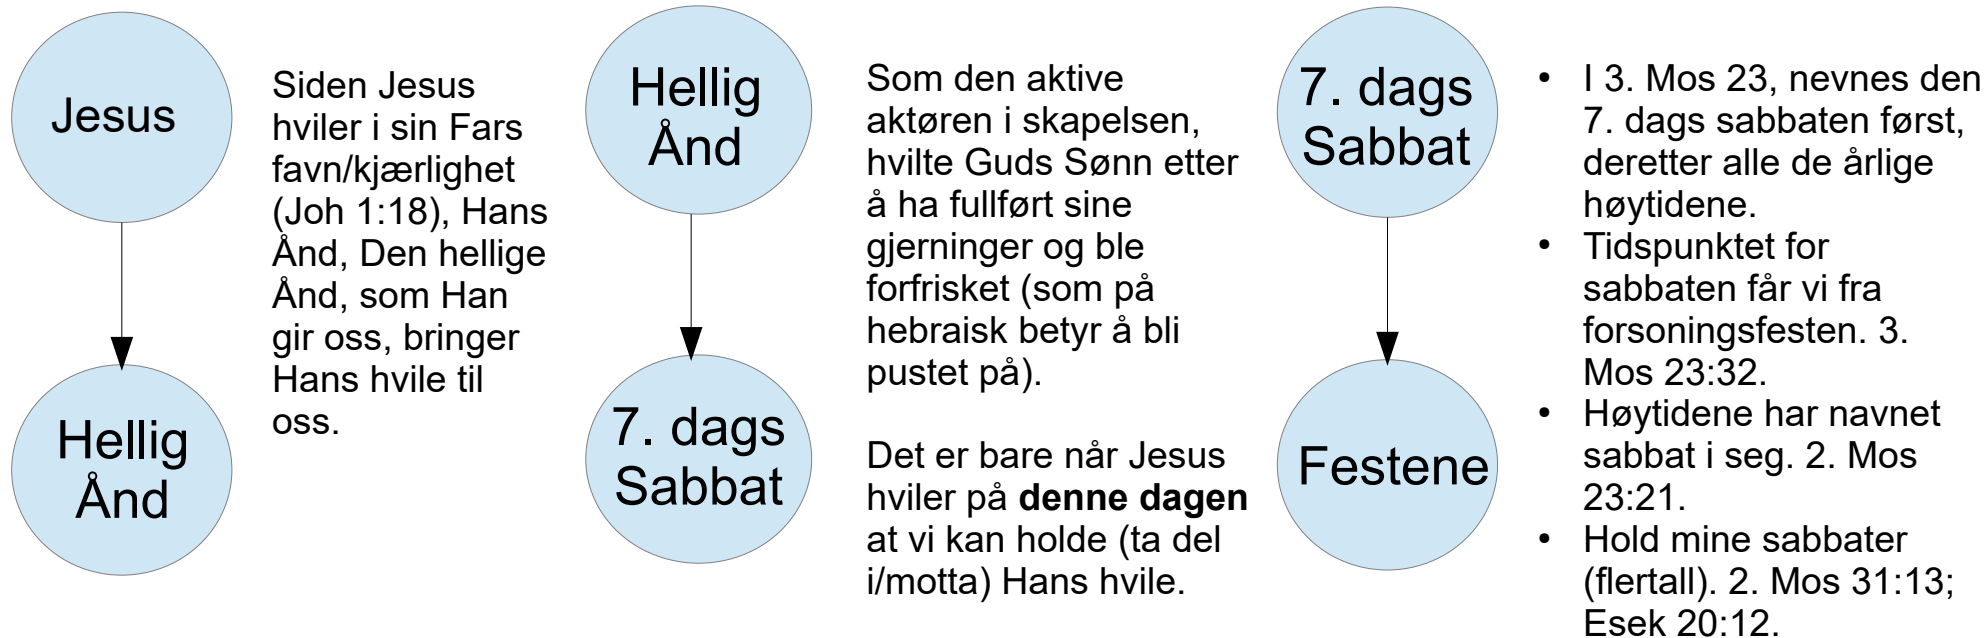 Jesus
Hellig
Ånd
Siden Jesus
hviler i sin Fars
favn/kjærlighet
(Joh 1:18), Hans
Ånd, Den hellige
Ånd, som Han
gir oss, bringer
Hans hvile til
oss.
Hellig
Ånd
7. dags
Sabbat
Som den aktive
aktøren i skapelsen,
hvilte Guds Sønn etter
å ha fullført sine
gjerninger og ble
forfrisket (som på
hebraisk betyr å bli
pustet på).
Det er bare når Jesus
hviler på denne dagen
at vi kan holde (ta del
i/motta) Hans hvile.
7. dags
Sabbat
Festene
• I 3. Mos 23, nevnes den
7. dags sabbaten først,
deretter alle de årlige
høytidene.
• Tidspunktet for
sabbaten får vi fra
forsoningsfesten. 3.
Mos 23:32.
• Høytidene har navnet
sabbat i seg. 2. Mos
23:21.
• Hold mine sabbater
(flertall). 2. Mos 31:13;
Esek 20:12.